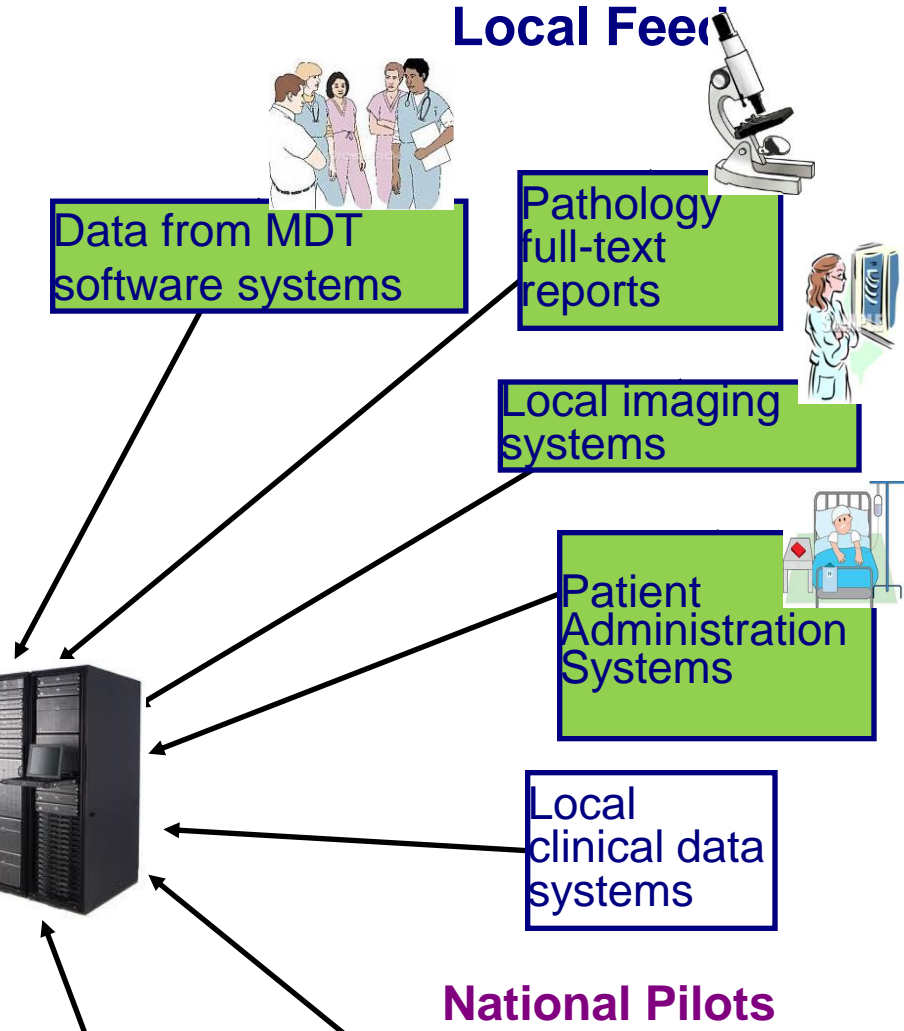 Local
Data from MDT
software systems
Pathology
full-text
reports
Local imaging
systems
Patient
Administration
Systems
Local
clinical data
systems
National Pilots